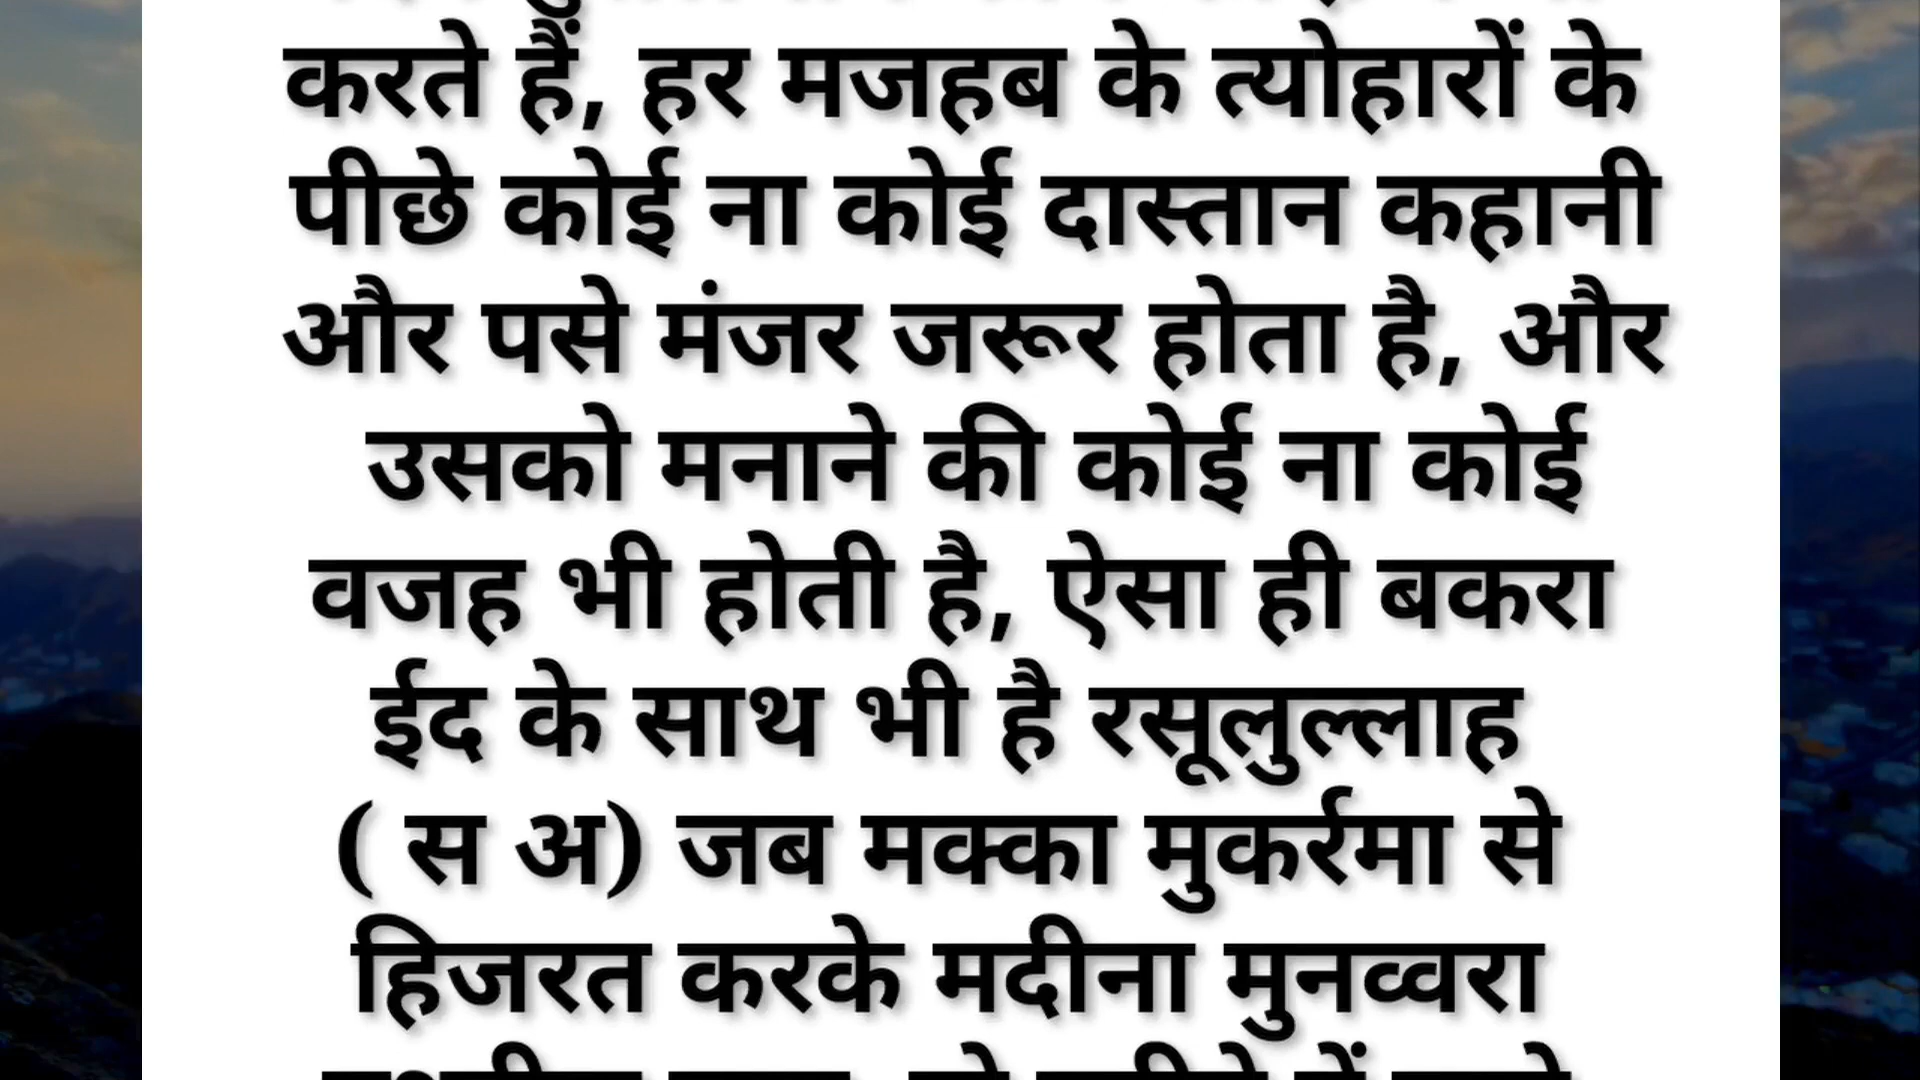 करते हैं, हर मजहब के त्योहारों के
पीछे कोई ना कोई दास्तान कहानी
और पसे मंजर जरूर होता है, और
उसको मनाने की कोई ना कोई
वजह भी होती है, ऐसा ही बकरा
ईद के साथ भी है रसूलुल्लाह
( स अ) जब मक्का मुकर्रमा से
हिजरत करके मदीना मुनव्वरा